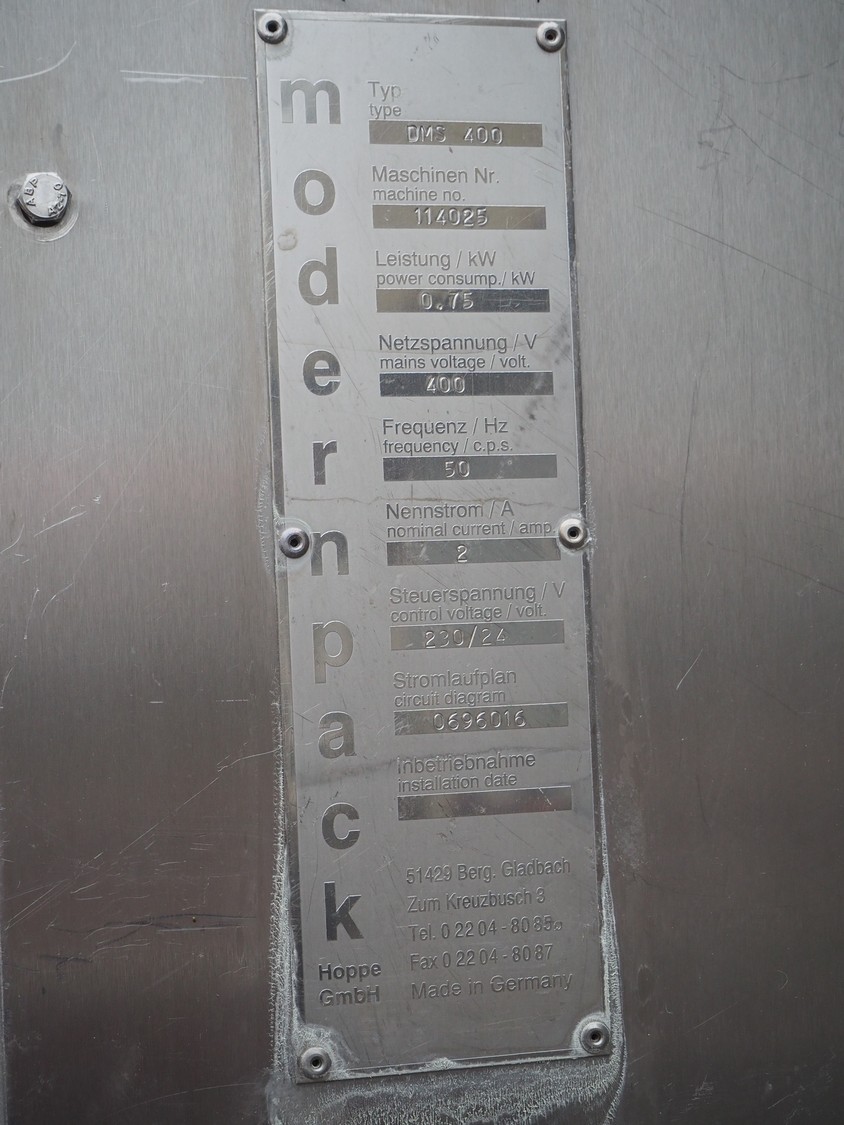 modernpack
Hoppe
GmbH
Typ
type
DMS 400
Maschinen Nr.
machine no.
114025
Leistung / kW
power consump./ kW
0.75
Netzspannung / V
mains voltage / volt.
400
Frequenz / Hz
frequency / c.p.s.
50
Nennstrom / A
nominal current / amp.
2
Steuerspannung / V
control voltage / volt.
230/24
Stromlaufplan
circuit diagram
0696016
Inbetriebnahme
installation date
51429 Berg. Gladbach
Zum Kreuzbusch 3
Tel. 0 22 04 - 80
Fax 0 22 04 - 80 87
Made in Germany